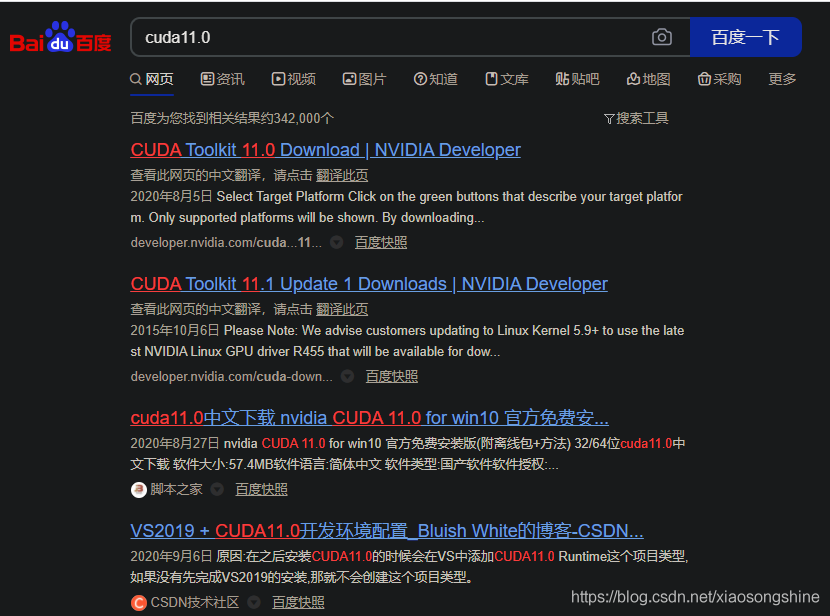 Baidu百度 cuda11.0 百度一下
网页 资讯 视频 图片 知道 文库 贴吧 地图 采购 更多
百度为您找到相关结果约342,000个 搜索工具
CUDA Toolkit 11.0 Download | NVIDIA Developer
查看此网页的中文翻译，请点击 翻译此页
2020年8月5日 Select Target Platform Click on the green buttons that describe your target platfor
m. Only supported platforms will be shown. By downloading...
developer.nvidia.com/cuda...11... 百度快照
CUDA Toolkit 11.1 Update 1 Downloads | NVIDIA Developer
查看此网页的中文翻译，请点击 翻译此页
2015年10月6日 Please Note: We advise customers updating to Linux Kernel 5.9+ to use the late
st NVIDIA Linux GPU driver R455 that will be available for dow...
developer.nvidia.com/cuda-down... 百度快照
cuda11.0中文下载 nvidia CUDA 11.0 for win10 官方免费安...
2020年8月27日 nvidia CUDA 11.0 for win10 官方免费安装版(附离线包+方法) 32/64位cuda11.0中
文下载 软件大小:57.4MB软件语言:简体中文 软件类型:国产软件软件授权:...
脚本之家 百度快照
VS2019 + CUDA11.0开发环境配置_Bluish White的博客-CSDN...
2020年9月6日 原因:在之后安装CUDA11.0的时候会在VS中添加CUDA11.0 Runtime这个项目类型,
如果没有先完成VS2019的安装,那就不会创建这个项目类型。
CSDN技术社区 百度快照
https://blog.csdn.net/xiaosongshine